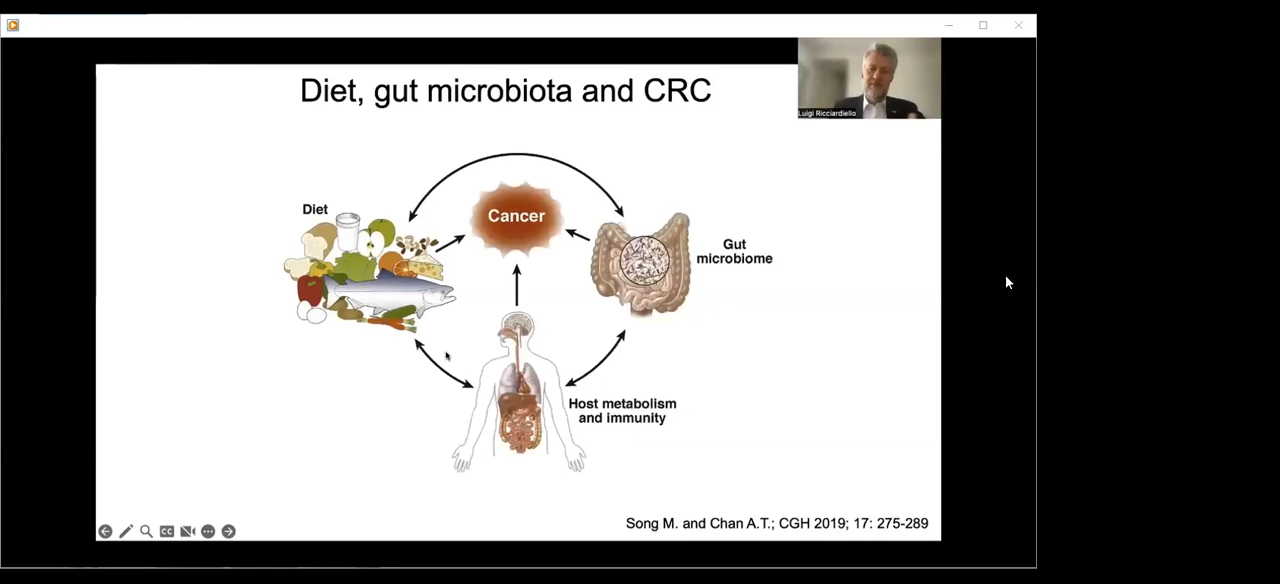 Diet, gut microbiota and CRC
Luigi Ricciardiello
Diet
Cancer
Gut
microbiome
Host metabolism
and immunity
Song M. and Chan A.T.; CGH 2019; 17: 275-289
CC